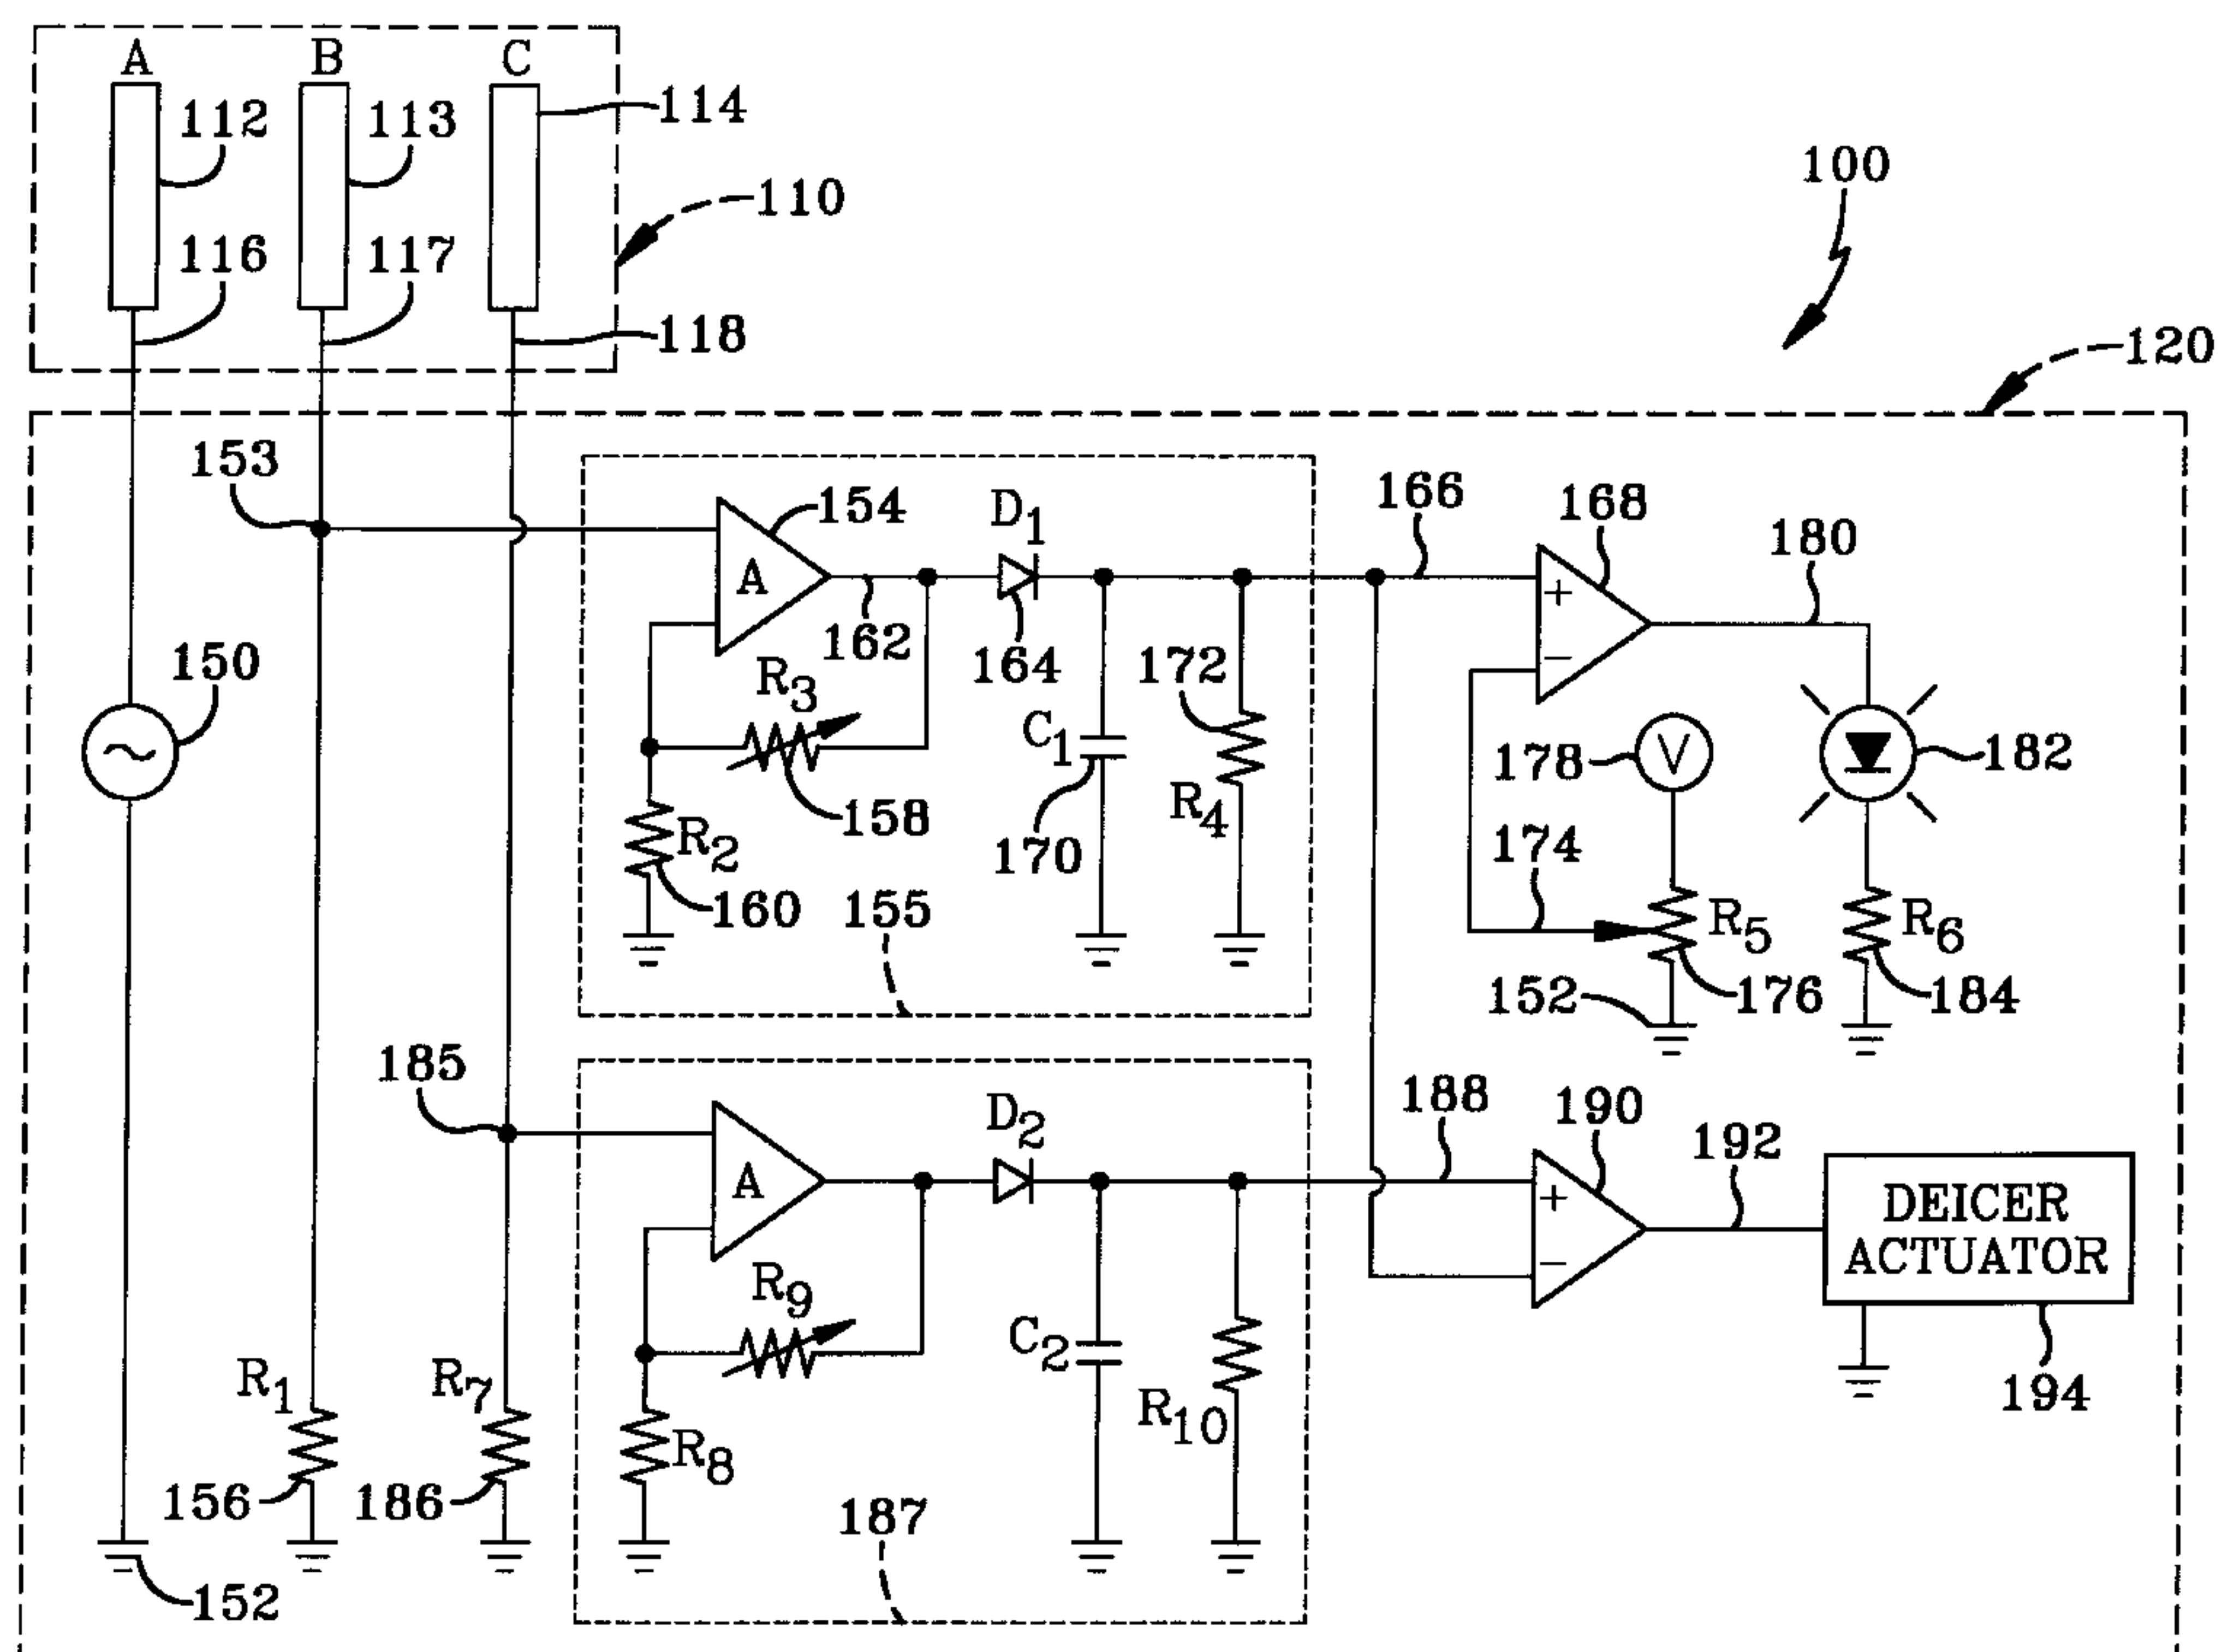 A B C
112 113 114
110
100
116 117 118
120
153
154
D1
166
168
180
A
150
162
164
172
R3
+
−
C1
R4
178
V
182
158
170
R2
160
155
174
R5
R6
152
176
184
185
D2
188
190
192
A
+
−
DEICER
ACTUATOR
R9
C2
R10
194
R1
R7
R8
156
186
187
152